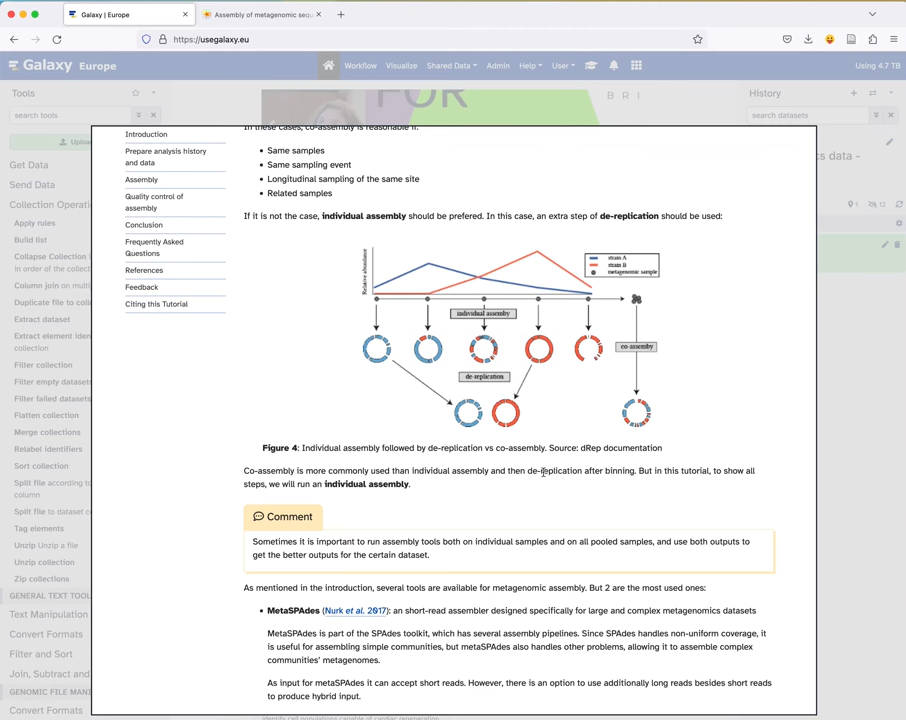 Galaxy | Europe
Assembly of metagenomic sequ
https://usegalaxy.eu
Galaxy Europe
Workflow Visualize Shared Data Admin Help User
Using 4.7 TB
Tools
History
search tools
search datasets
FOR
B R I
Upload
Get Data
Send Data
Collection Operati
Apply rules
Build list
Collapse Collection
in order of the collect
Column join on multi
Duplicate file to coll
Extract dataset
Extract element iden
collection
Filter collection
Filter empty datasets
Filter failed datasets
Flatten collection
Merge collections
Relabel identifiers
Sort collection
Split file according to
column
Split file to dataset c
Tag elements
Unzip Unzip a file
Unzip collection
Zip collections
GENERAL TEXT TOOL
Text Manipulation
Convert Formats
Filter and Sort
Join, Subtract and
GENOMIC FILE MANI
Convert Formats
cs data -
1
12
Introduction
Prepare analysis history
and data
Assembly
Quality control of
assembly
Conclusion
Frequently Asked
Questions
References
Feedback
Citing this Tutorial
In these cases, co-assembly is reasonable if:
Same samples
Same sampling event
Longitudinal sampling of the same site
Related samples
If it is not the case, individual assembly should be prefered. In this case, an extra step of de-replication should be used:
Relative abundance
strain A
strain B
metagenomic sample
individual assembly
co-assembly
de-replication
Figure 4: Individual assembly followed by de-replication vs co-assembly. Source: dRep documentation
Co-assembly is more commonly used than individual assembly and then de-replication after binning. But in this tutorial, to show all
steps, we will run an individual assembly.
Comment
Sometimes it is important to run assembly tools both on individual samples and on all pooled samples, and use both outputs to
get the better outputs for the certain dataset.
As mentioned in the introduction, several tools are available for metagenomic assembly. But 2 are the most used ones:
MetaSPAdes (Nurk et al. 2017): an short-read assembler designed specifically for large and complex metagenomics datasets
MetaSPAdes is part of the SPAdes toolkit, which has several assembly pipelines. Since SPAdes handles non-uniform coverage, it
is useful for assembling simple communities, but metaSPAdes also handles other problems, allowing it to assemble complex
communities' metagenomes.
As input for metaSPAdes it can accept short reads. However, there is an option to use additionally long reads besides short reads
to produce hybrid input.